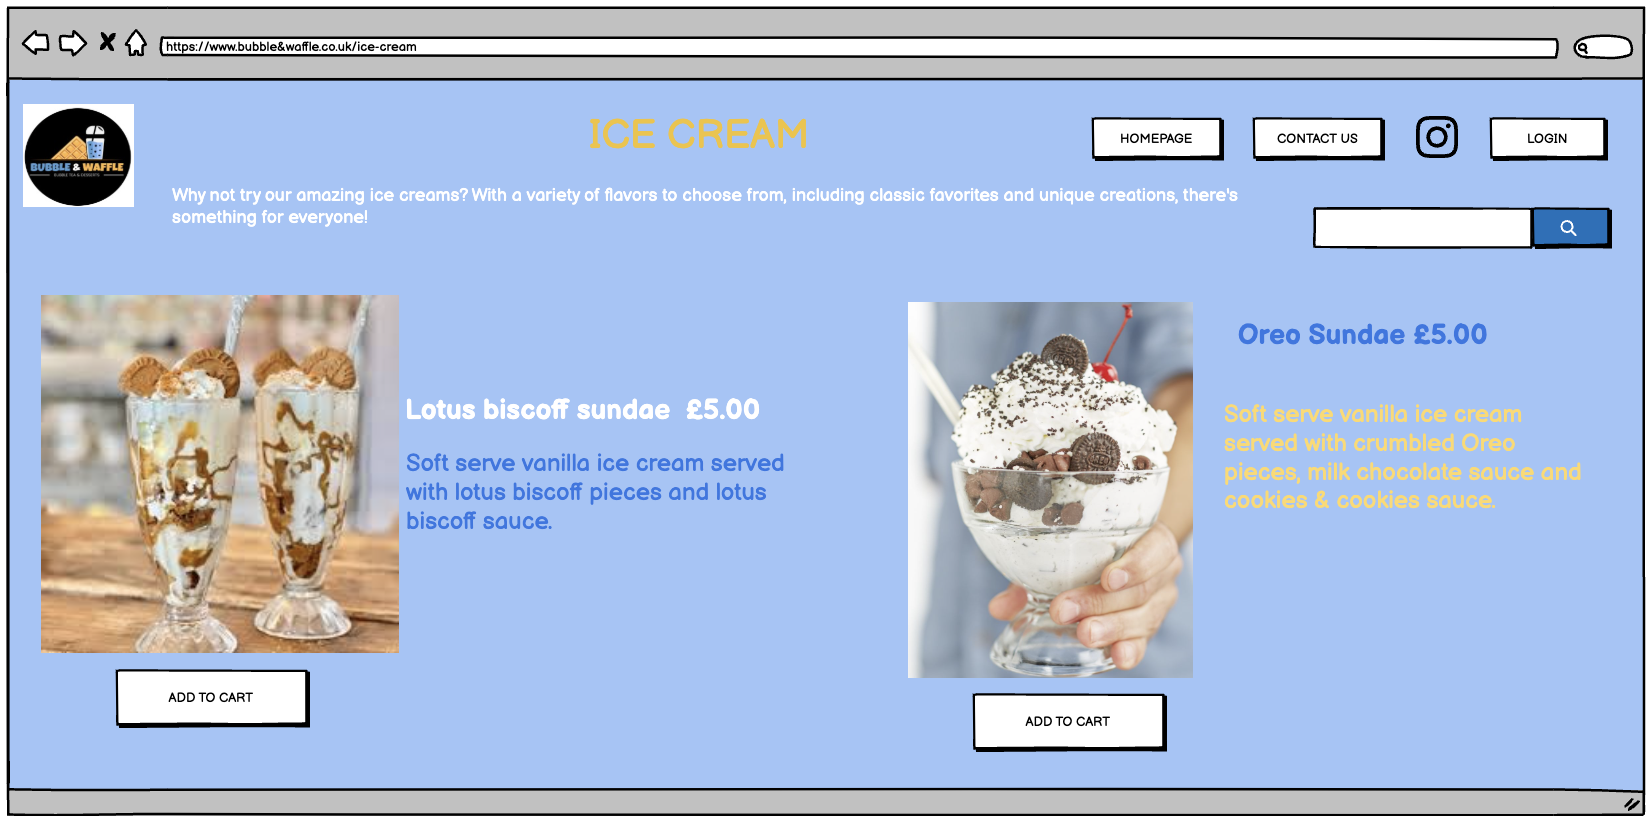 https://www.bubble&waffle.co.uk/ice-cream
BUBBLE & WAFFLE
BUBBLE TEA & DESSERTS
ICE CREAM
HOMEPAGE
CONTACT US
LOGIN
Why not try our amazing ice creams? With a variety of flavors to choose from, including classic favorites and unique creations, there's
something for everyone!
Lotus biscoff sundae £5.00
Soft serve vanilla ice cream served
with lotus biscoff pieces and lotus
biscoff sauce.
ADD TO CART
Oreo Sundae £5.00
Soft serve vanilla ice cream
served with crumbled Oreo
pieces, milk chocolate sauce and
cookies & cookies sauce.
ADD TO CART